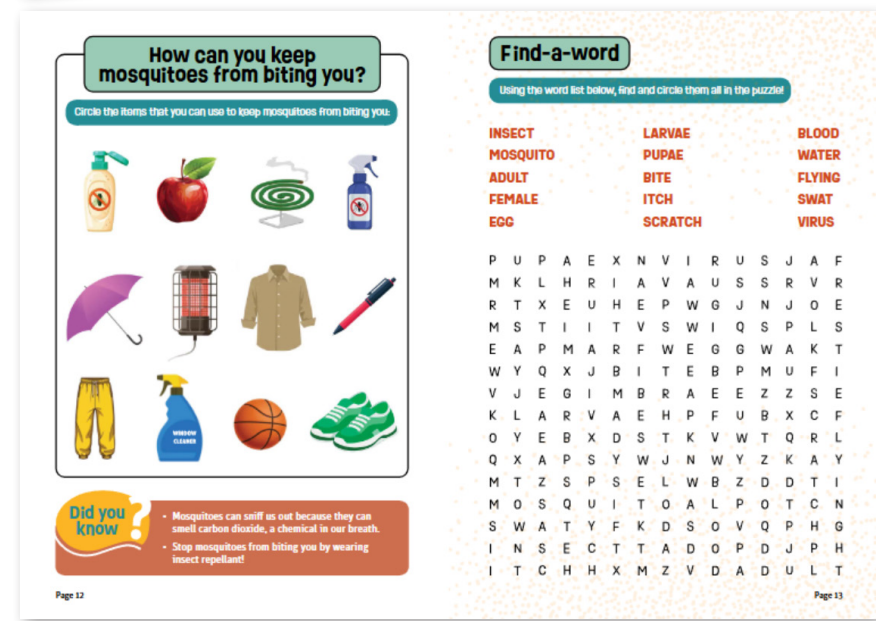 How can you keep
mosquitoes from biting you?
Circle the items that you can use to keep mosquitoes from biting you:
WINDOW
CLEANER
Did you
know
?
• Mosquitoes can sniff us out because they can
smell carbon dioxide, a chemical in our breath.
• Stop mosquitoes from biting you by wearing
insect repellant!
Page 12
Find-a-word
Using the word list below, find and circle them all in the puzzle!
INSECT LARVAE BLOOD
MOSQUITO PUPAE WATER
ADULT BITE FLYING
FEMALE ITCH SWAT
EGG SCRATCH VIRUS
P U P A E X N V I R U S J A F
M K L H R I A V A U S S R V R
R T X E U H E P W G J N J O E
M S T I I T V S W I Q S P L S
E A P M A R F W E G G W A K T
W Y Q X J B I T E B P M U F I
V J E G I M B R A E E Z Z S E
K L A R V A E H P F U B X C F
O Y E B X D S T K V W T Q R L
Q X A P S Y W J N W Y Z K A Y
M T Z S P S E L W B Z D D T I
M O S Q U I T O A L P O T C N
S W A T Y F K D S O V Q P H G
I N S E C T T A D O P D J P H
I T C H H X M Z V D A D U L T
Page 13